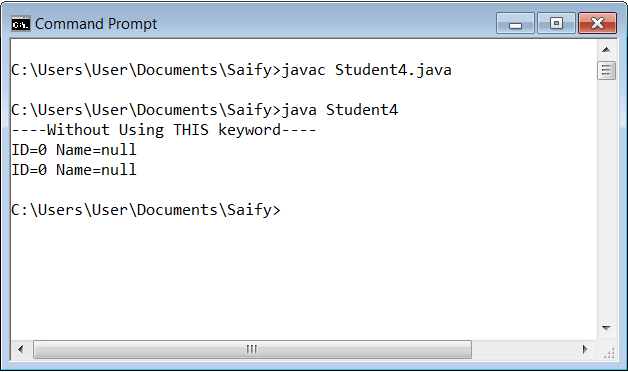 Command Prompt
C:\Users\User\Documents\Saify>javac Student4.java
C:\Users\User\Documents\Saify>java Student4
----Without Using THIS keyword----
ID=0 Name=null
ID=0 Name=null
C:\Users\User\Documents\Saify>